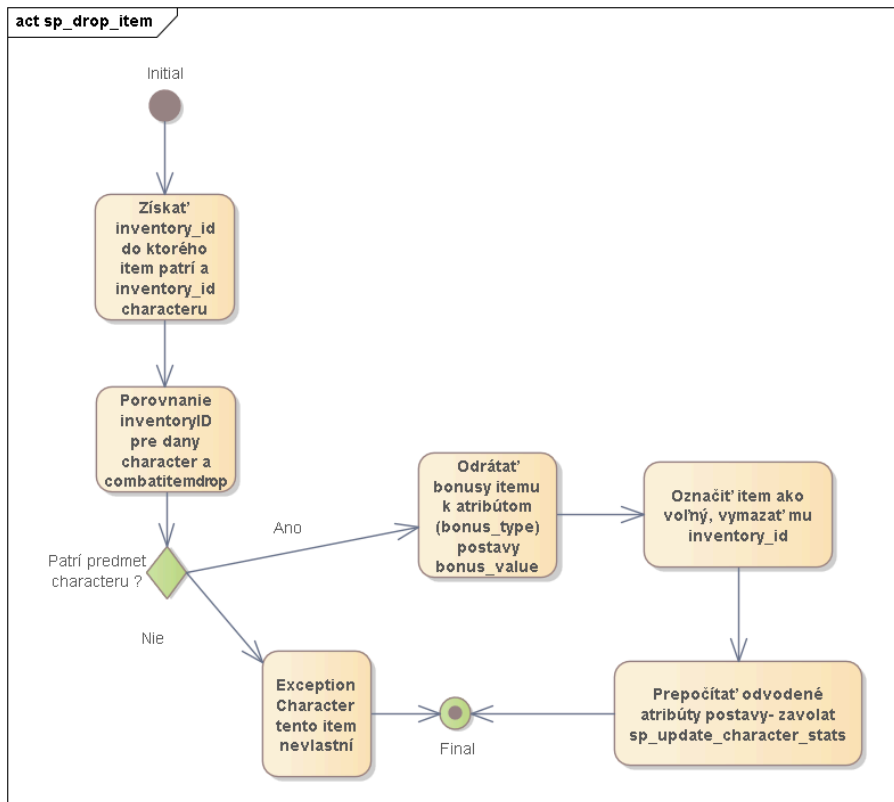 act sp_drop_item
Initial
Získať
inventory_id
do ktorého
item patrí a
inventory_id
characteru
Porovnanie
inventoryID
pre dany
character a
combatitemdrop
Patrí predmet
characteru ?
Ano
Nie
Odrátať
bonusy itemu
k atribútom
(bonus_type)
postavy
bonus_value
Označiť item ako
voľný, vymazať mu
inventory_id
Prepočítať odvodené
atribúty postavy- zavolat
sp_update_character_stats
Exception
Character
tento item
nevlastní
Final